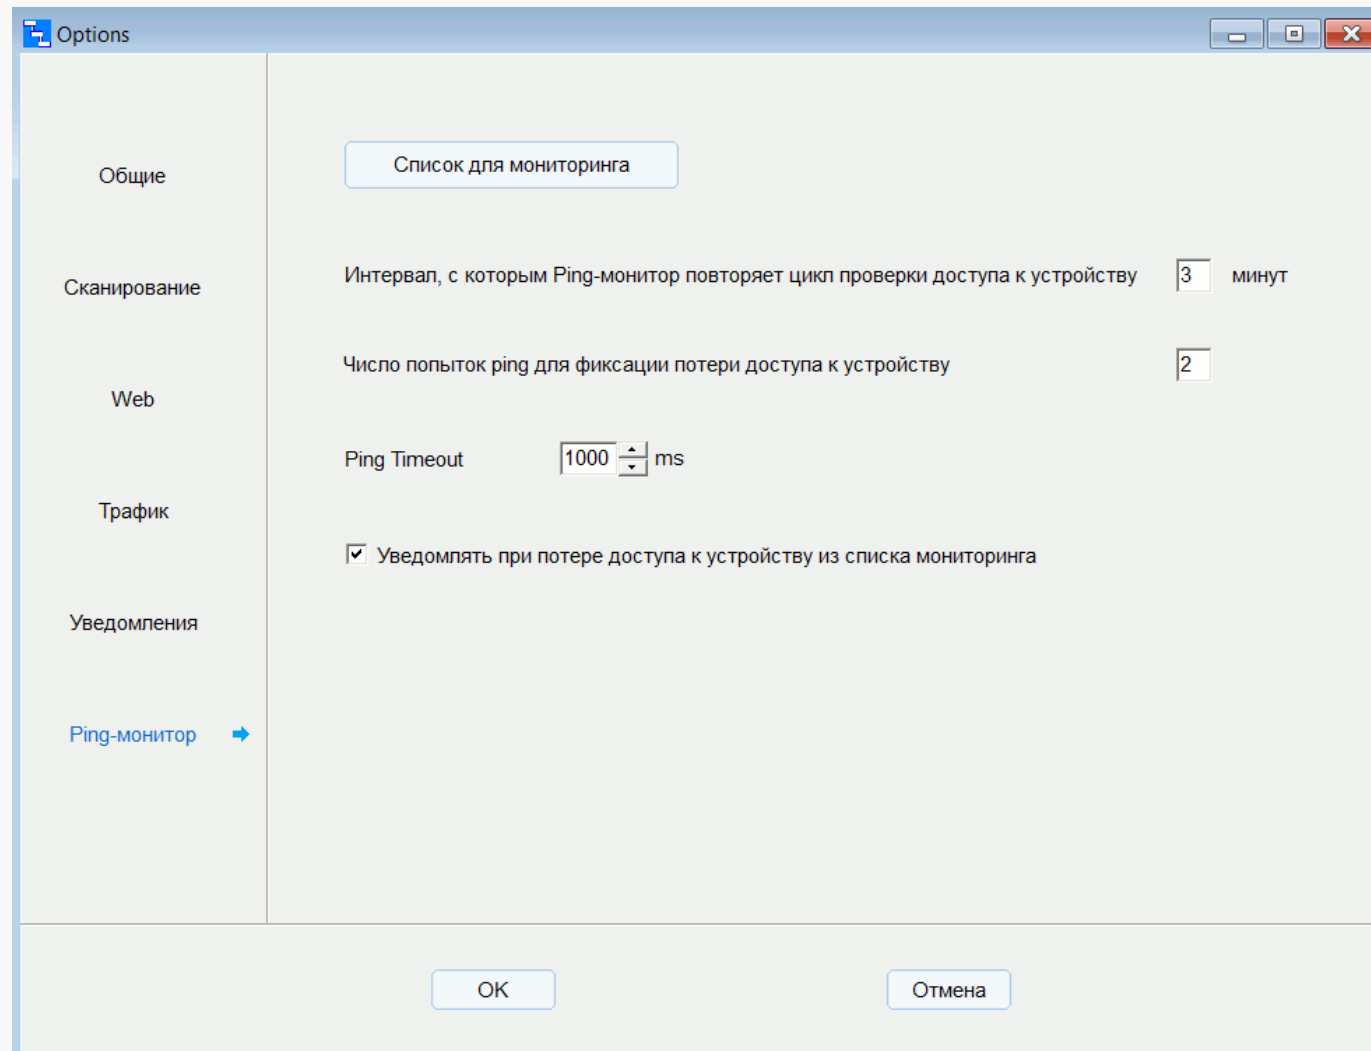 Options
Общие
Сканирование
Web
Трафик
Уведомления
Ping-монитор
Список для мониторинга
Интервал, с которым Ping-монитор повторяет цикл проверки доступа к устройству 3 минут
Число попыток ping для фиксации потери доступа к устройству 2
Ping Timeout 1000 ms
Уведомлять при потере доступа к устройству из списка мониторинга
OK Отмена